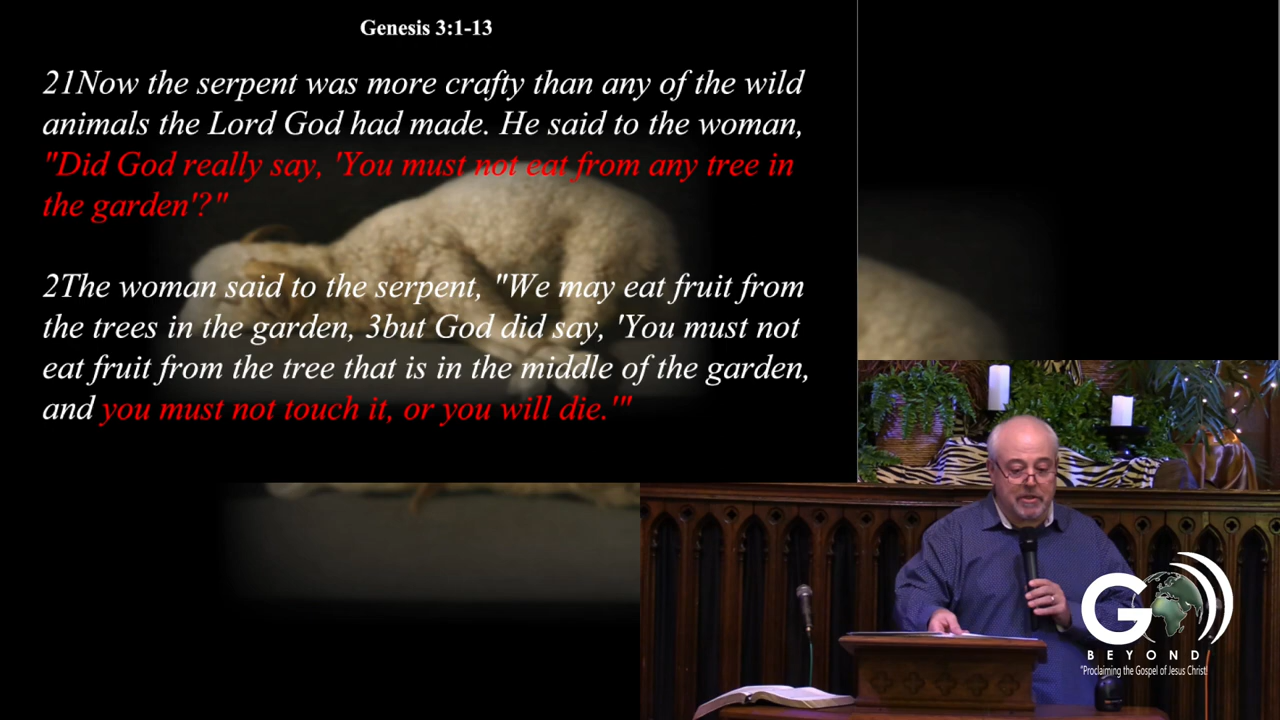 Genesis 3:1-13
21Now the serpent was more crafty than any of the wild
animals the Lord God had made. He said to the woman,
"Did God really say, 'You must not eat from any tree in
the garden'?"
2The woman said to the serpent, "We may eat fruit from
the trees in the garden, 3but God did say, 'You must not
eat fruit from the tree that is in the middle of the garden,
and you must not touch it, or you will die.'"
GO
BEYOND
"Proclaiming the Gospel of Jesus Christ!